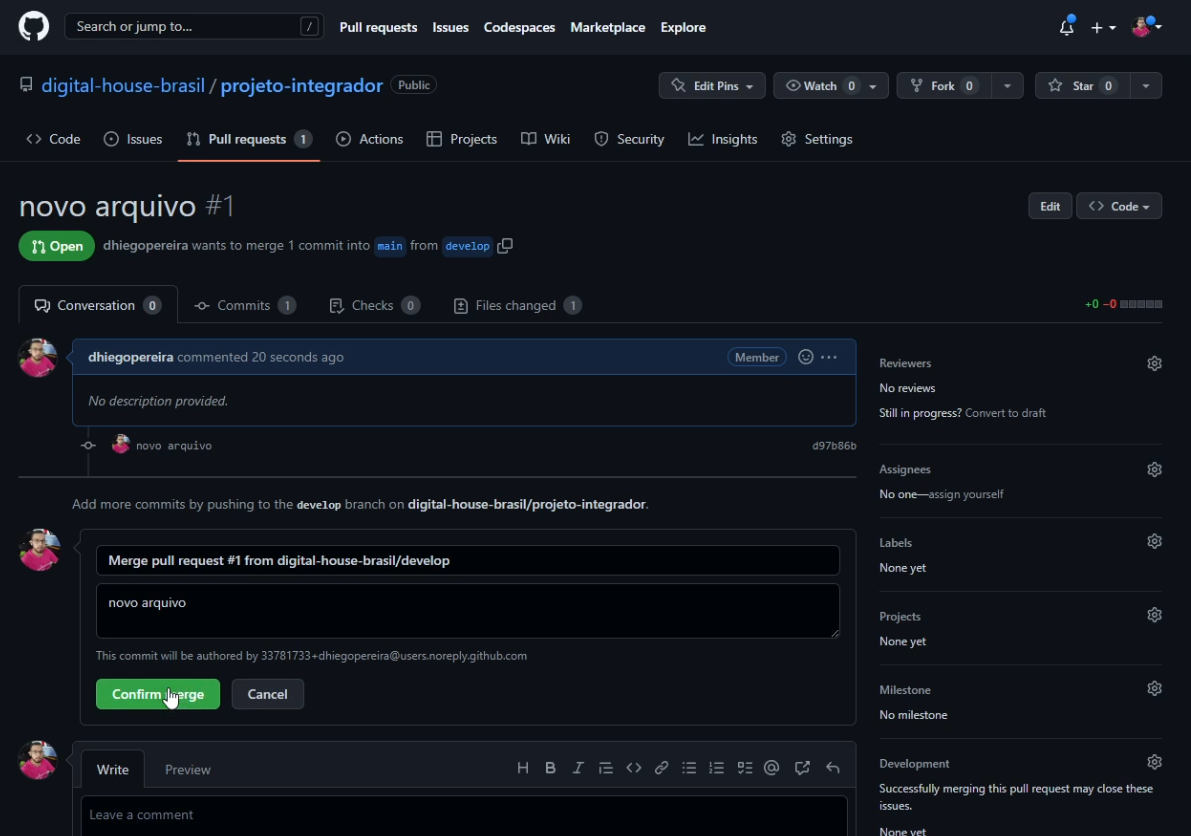 Search or jump to... / Pull requests Issues Codespaces Marketplace Explore
digital-house-brasil / projeto-integrador Public Edit Pins Watch 0 Fork 0 Star 0
Code Issues Pull requests 1 Actions Projects Wiki Security Insights Settings
novo arquivo #1 Edit Code
Open dhiegopereira wants to merge 1 commit into main from develop
Conversation 0 Commits 1 Checks 0 Files changed 1 +0 −0
dhiegopereira commented 20 seconds ago Member
No description provided.
novo arquivo d97b86b
Add more commits by pushing to the develop branch on digital-house-brasil/projeto-integrador.
Merge pull request #1 from digital-house-brasil/develop
novo arquivo
This commit will be authored by 33781733+dhiegopereira@users.noreply.github.com
Confirm merge Cancel
Write Preview
Leave a comment
Reviewers
No reviews
Still in progress? Convert to draft
Assignees
No one—assign yourself
Labels
None yet
Projects
None yet
Milestone
No milestone
Development
Successfully merging this pull request may close these
issues.
None yet